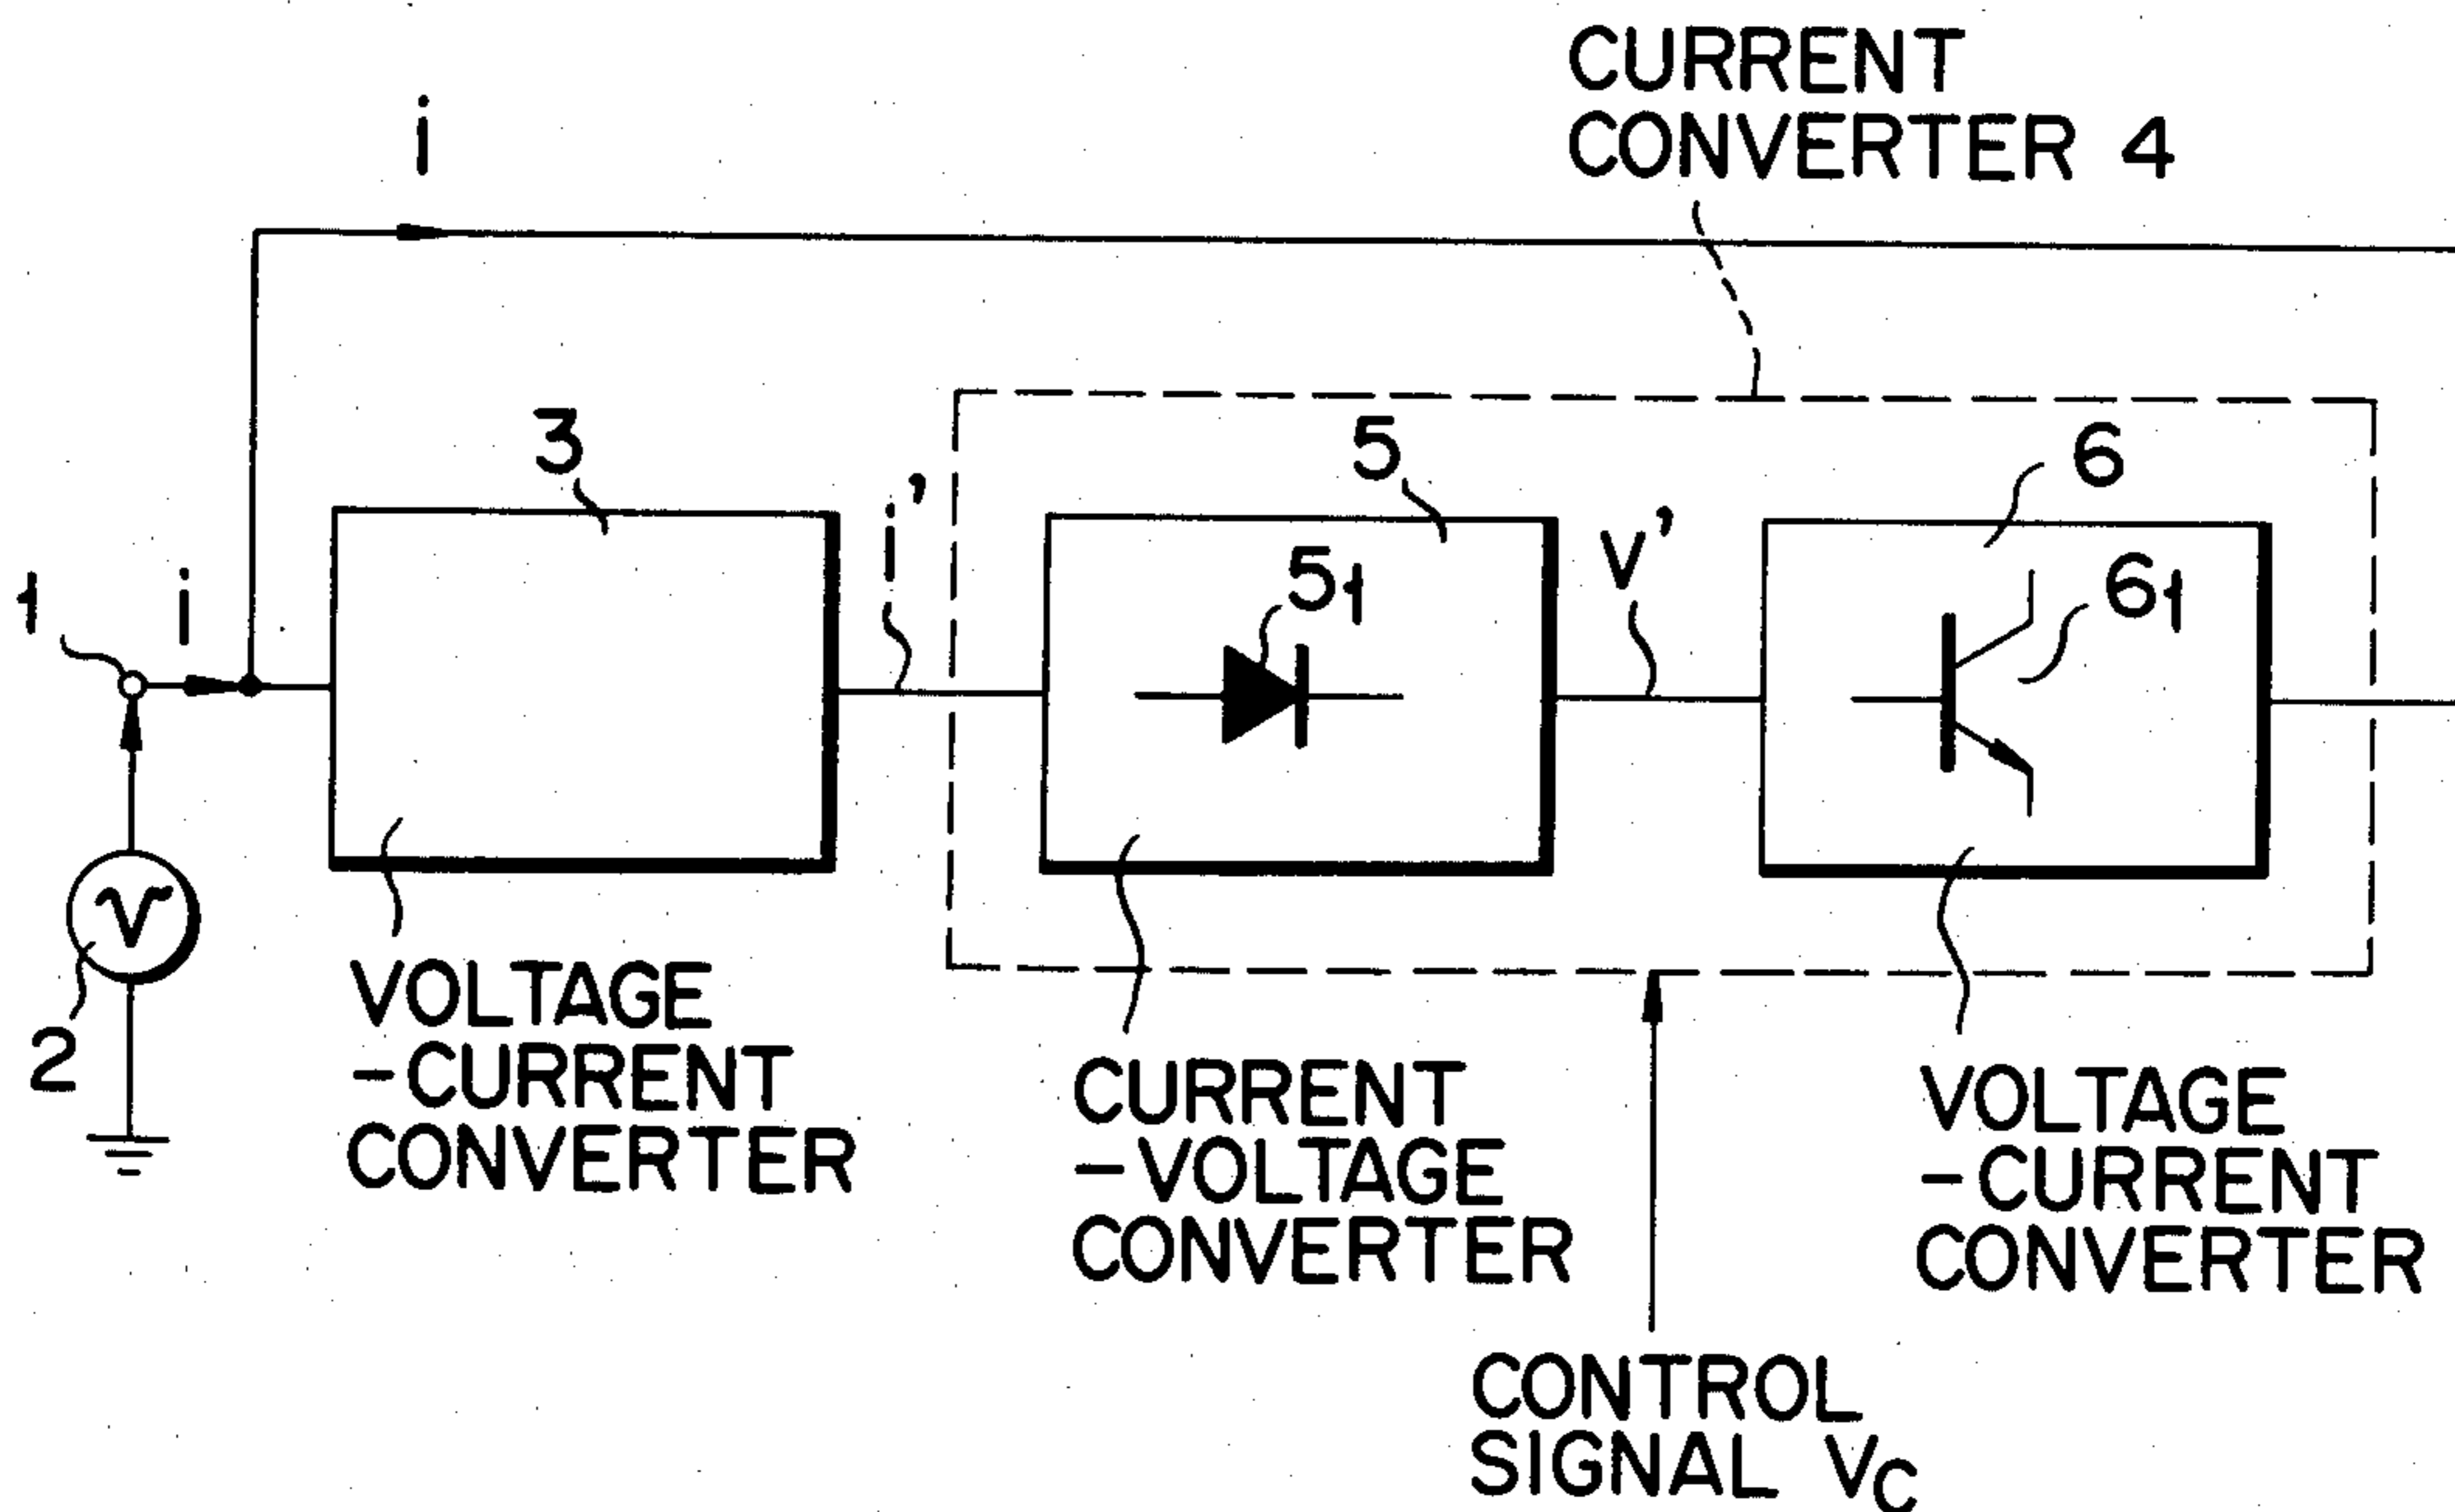 CURRENT
CONVERTER 4
i
3
5
6
i'
v'
5₁
6₁
1
i
v
2
VOLTAGE
-CURRENT
CONVERTER
CURRENT
-VOLTAGE
CONVERTER
VOLTAGE
-CURRENT
CONVERTER
CONTROL
SIGNAL VC